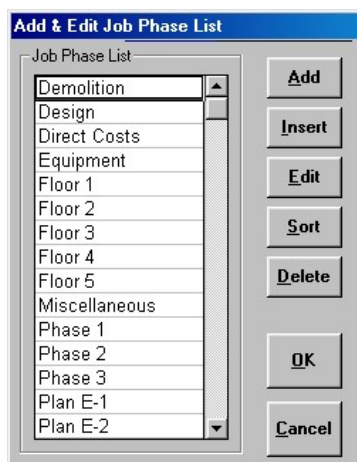 Add & Edit Job Phase List
Job Phase List
Demolition
Design
Direct Costs
Equipment
Floor 1
Floor 2
Floor 3
Floor 4
Floor 5
Miscellaneous
Phase 1
Phase 2
Phase 3
Plan E-1
Plan E-2
Add
Insert
Edit
Sort
Delete
OK
Cancel